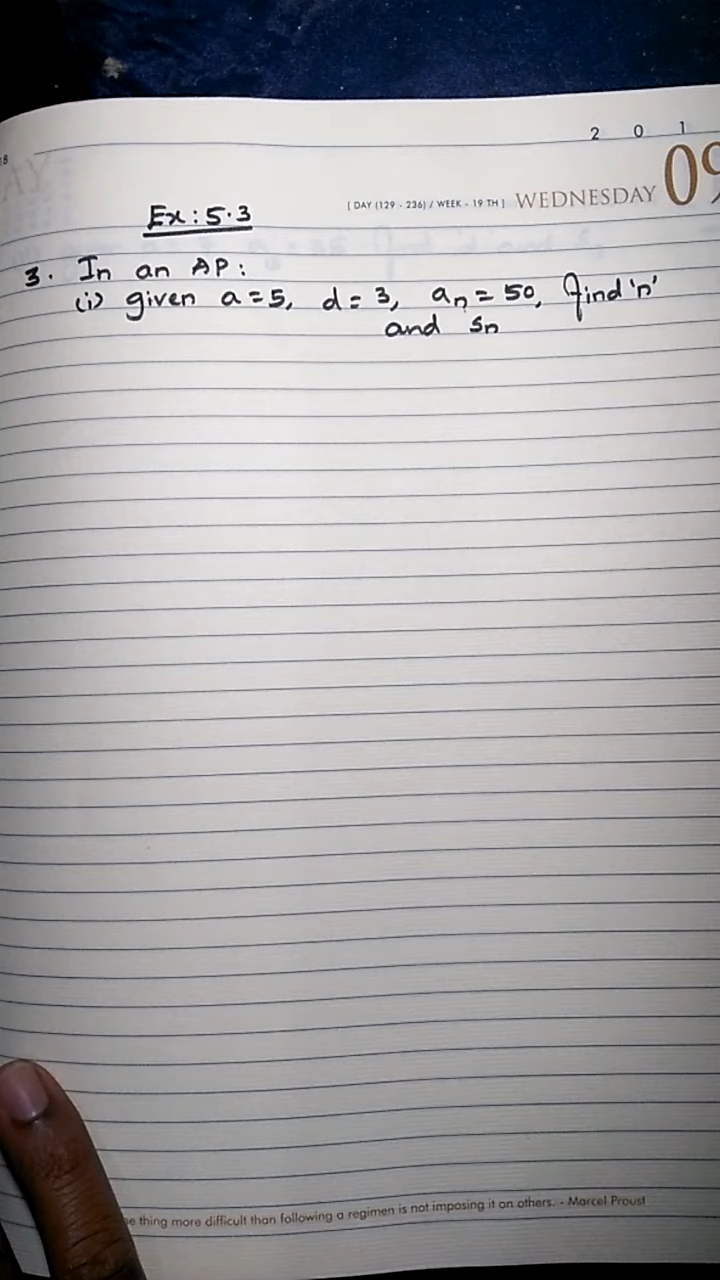 2 0 1
[ DAY (129 - 236) / WEEK - 19 TH ] WEDNESDAY 09
Ex: 5.3
3. In an AP:
(i) given a = 5, d = 3, aₙ = 50, find 'n'
and Sₙ
thing more difficult than following a regimen is not imposing it on others. - Marcel Proust